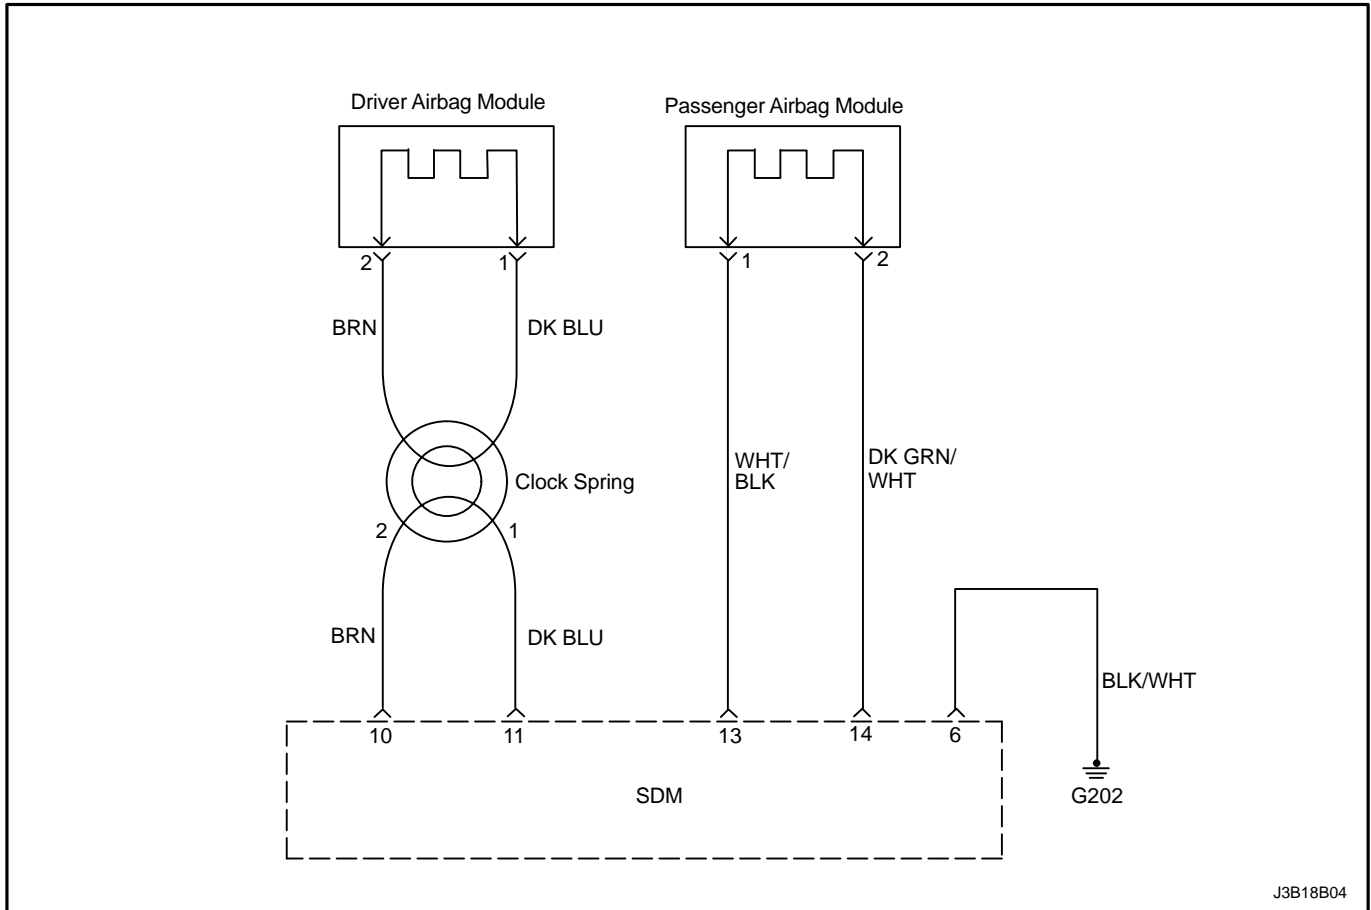 Driver Airbag Module
Passenger Airbag Module
2
1
1
2
BRN
DK BLU
WHT/
BLK
DK GRN/
WHT
Clock Spring
2
1
BRN
DK BLU
BLK/WHT
10
11
13
14
6
SDM
G202
J3B18B04